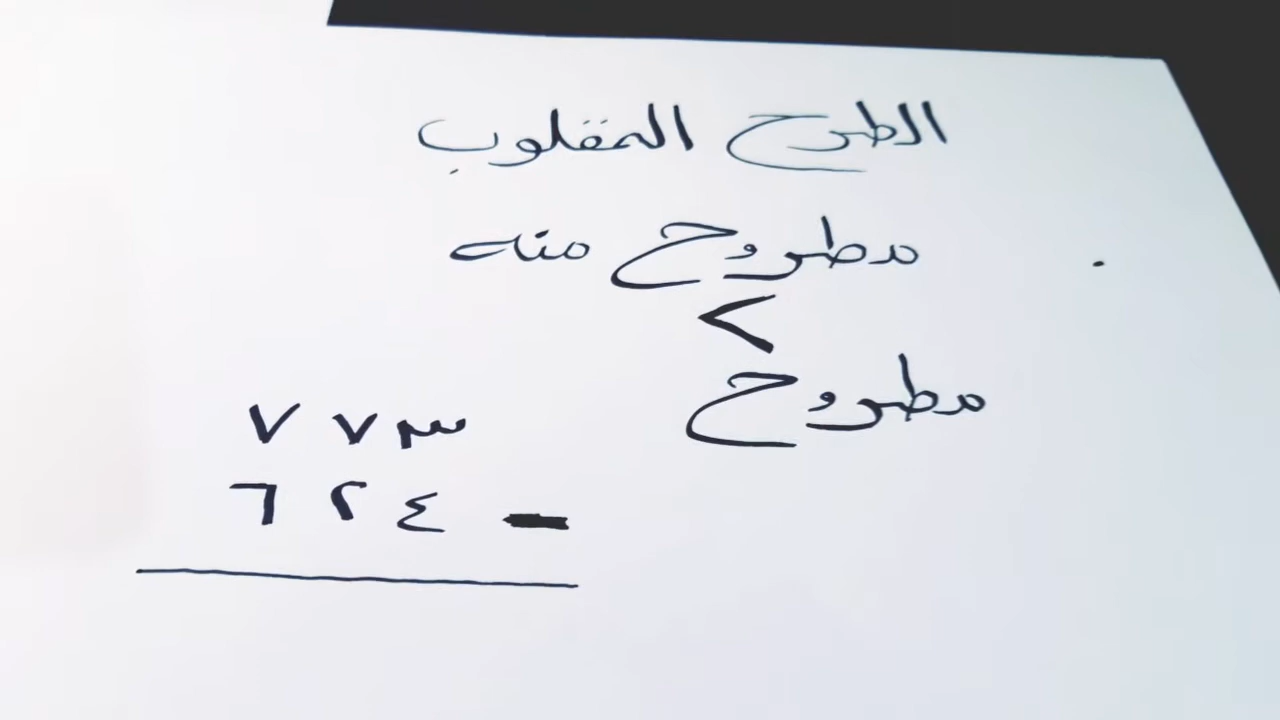 الطرح المقلوب
مطروح منه
>
مطروح
٧٧٣
٦٢٤ -